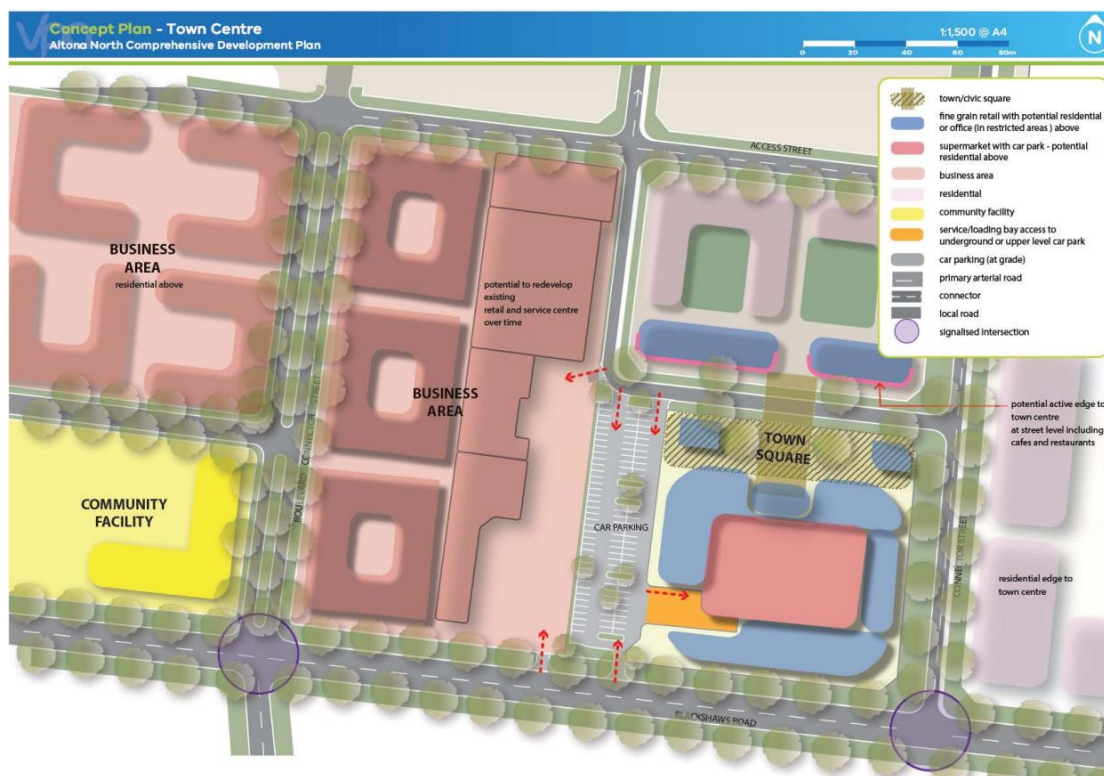 Concept Plan - Town Centre
Altona North Comprehensive Development Plan
1:1,500 @ A4
0 20 40 60 80m
N
town/civic square
fine grain retail with potential residential
or office (in restricted areas ) above
supermarket with car park - potential
residential above
business area
residential
community facility
service/loading bay access to
underground or upper level car park
car parking (at grade)
primary arterial road
connector
local road
signalised intersection
ACCESS STREET
BUSINESS
AREA
residential above
potential to redevelop
existing
retail and service centre
over time
BUSINESS
AREA
BOULEVARD CONNECTOR STREET
potential active edge to
town centre
at street level including
cafes and restaurants
TOWN
SQUARE
COMMUNITY
FACILITY
CAR PARKING
CONNECTOR STREET
residential edge to
town centre
BLACKSHAWS ROAD